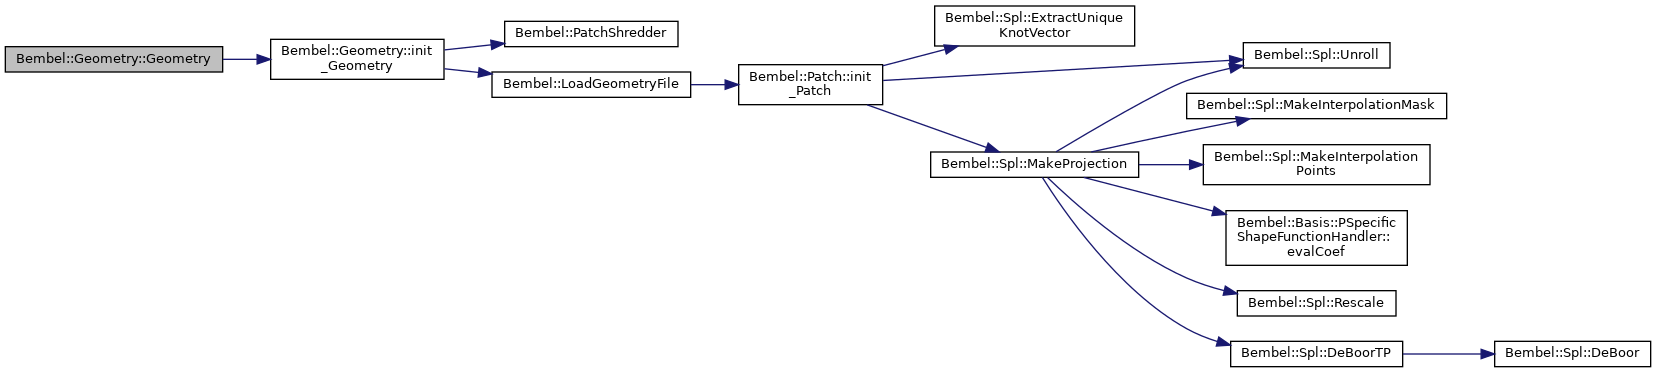 Bembel::Geometry::Geometry
Bembel::Geometry::init
_Geometry
Bembel::PatchShredder
Bembel::LoadGeometryFile
Bembel::Patch::init
_Patch
Bembel::Spl::ExtractUnique
KnotVector
Bembel::Spl::MakeProjection
Bembel::Spl::Unroll
Bembel::Spl::MakeInterpolationMask
Bembel::Spl::MakeInterpolation
Points
Bembel::Basis::PSpecific
ShapeFunctionHandler::
evalCoef
Bembel::Spl::Rescale
Bembel::Spl::DeBoorTP
Bembel::Spl::DeBoor